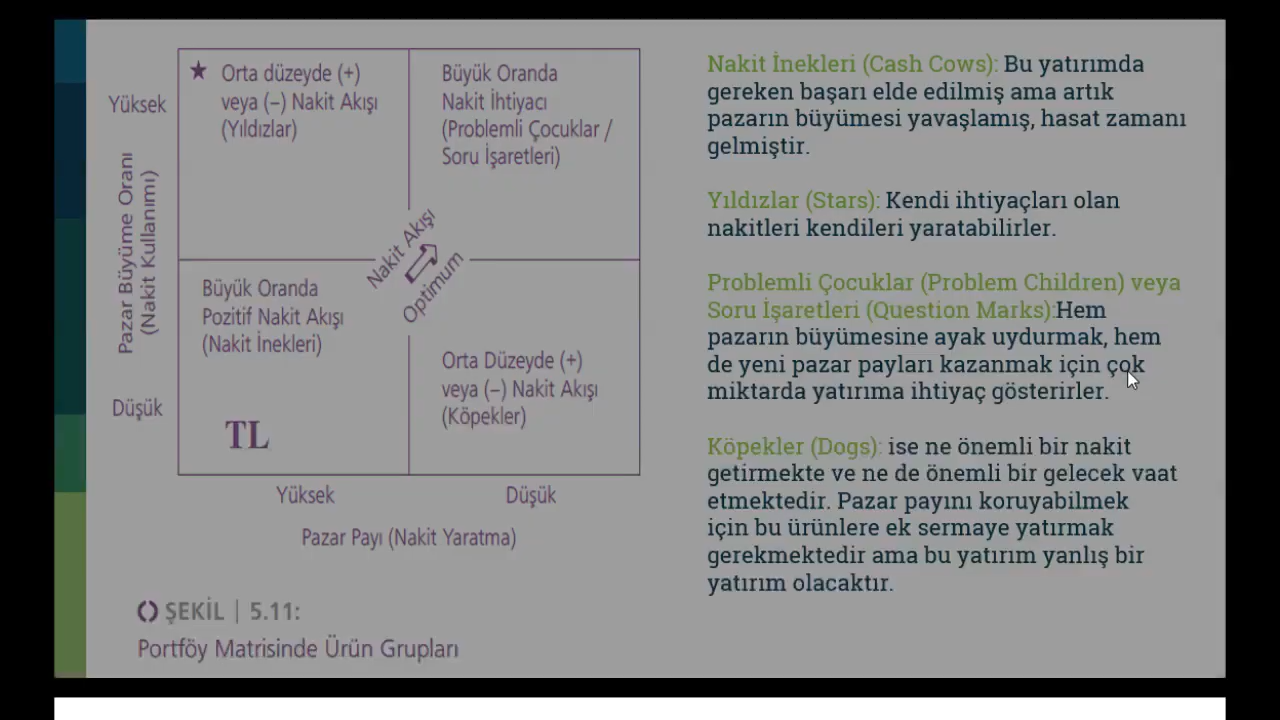 Yüksek
Pazar Büyüme Oranı
(Nakit Kullanımı)
Düşük
Orta düzeyde (+)
veya (–) Nakit Akışı
(Yıldızlar)
Büyük Oranda
Nakit İhtiyacı
(Problemli Çocuklar /
Soru İşaretleri)
Nakit Akışı
Optimum
Büyük Oranda
Pozitif Nakit Akışı
(Nakit İnekleri)
TL
Orta Düzeyde (+)
veya (–) Nakit Akışı
(Köpekler)
Yüksek
Düşük
Pazar Payı (Nakit Yaratma)
ŞEKİL | 5.11:
Portföy Matrisinde Ürün Grupları
Nakit İnekleri (Cash Cows): Bu yatırımda
gereken başarı elde edilmiş ama artık
pazarın büyümesi yavaşlamış, hasat zamanı
gelmiştir.
Yıldızlar (Stars): Kendi ihtiyaçları olan
nakitleri kendileri yaratabilirler.
Problemli Çocuklar (Problem Children) veya
Soru İşaretleri (Question Marks):Hem
pazarın büyümesine ayak uydurmak, hem
de yeni pazar payları kazanmak için çok
miktarda yatırıma ihtiyaç gösterirler.
Köpekler (Dogs): ise ne önemli bir nakit
getirmekte ve ne de önemli bir gelecek vaat
etmektedir. Pazar payını koruyabilmek
için bu ürünlere ek sermaye yatırmak
gerekmektedir ama bu yatırım yanlış bir
yatırım olacaktır.